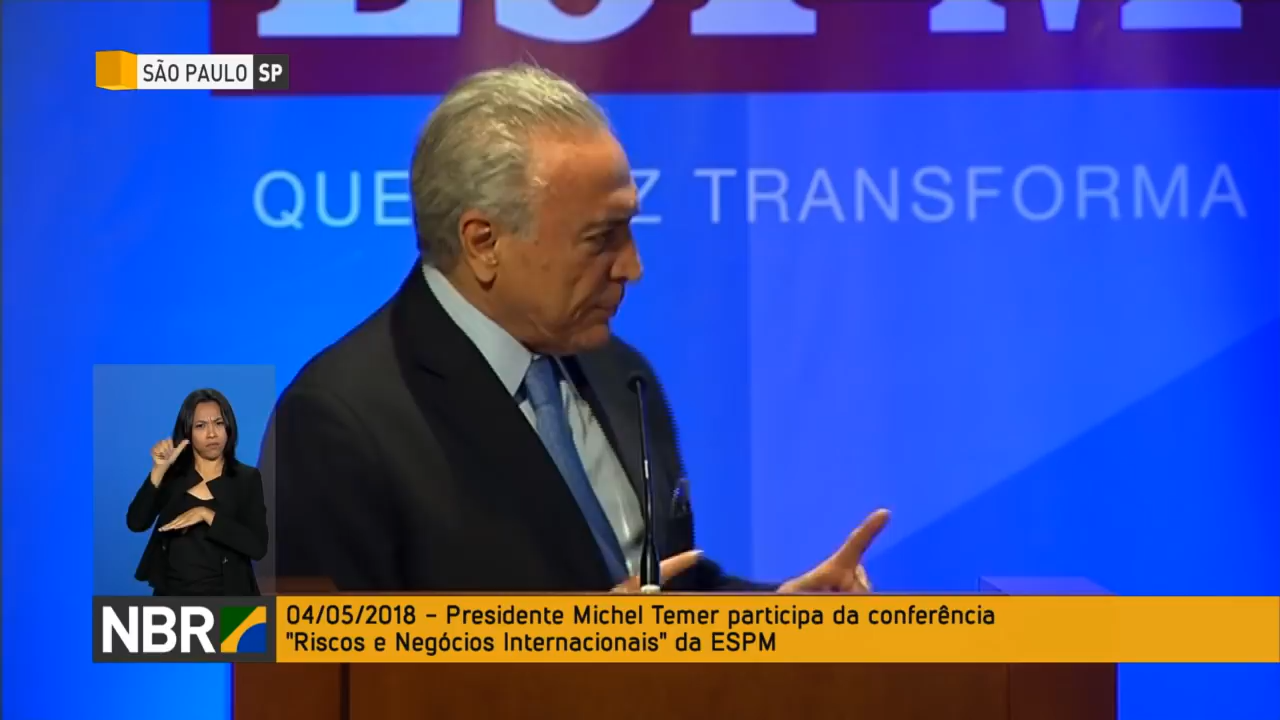 ESPM
SÃO PAULO SP
QUE Z TRANSFORMA
NBR
04/05/2018 - Presidente Michel Temer participa da conferência
"Riscos e Negócios Internacionais" da ESPM